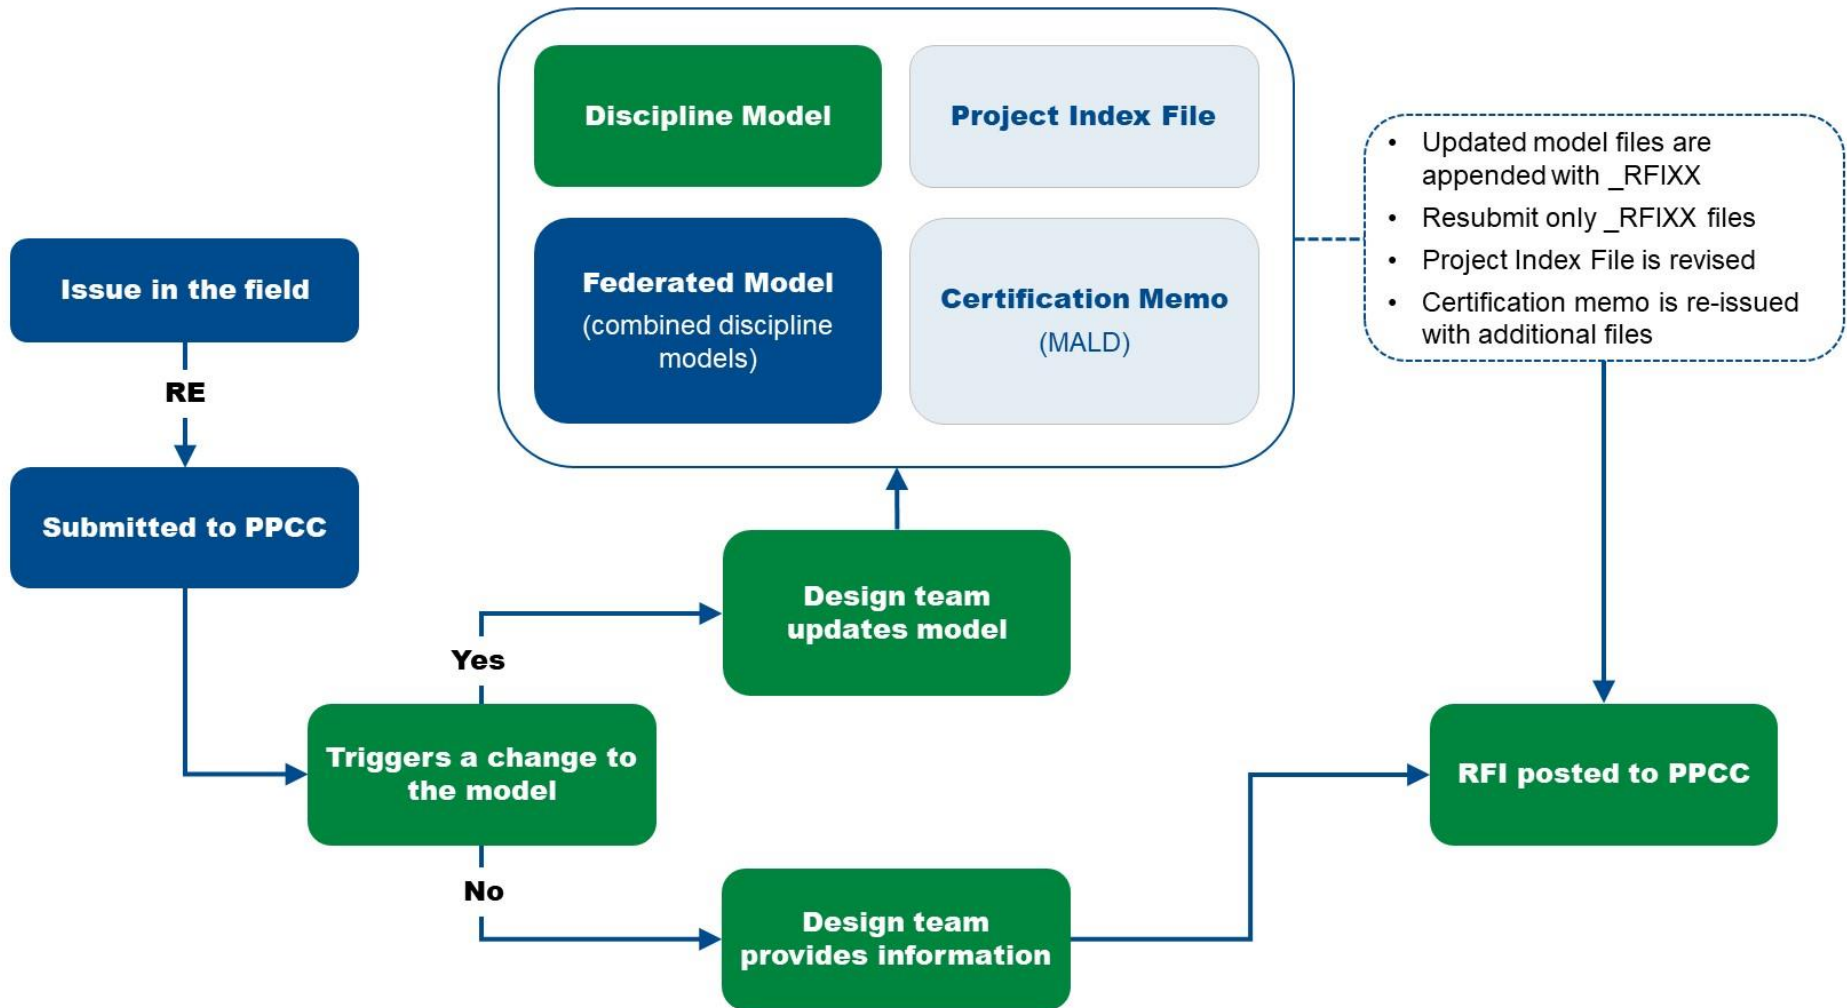 Discipline Model
Project Index File
Federated Model
(combined discipline
models)
Certification Memo
(MALD)
• Updated model files are
appended with _RFIXX
• Resubmit only _RFIXX files
• Project Index File is revised
• Certification memo is re-issued
with additional files
Issue in the field
RE
Submitted to PPCC
Triggers a change to
the model
Yes
Design team
updates model
No
Design team
provides information
RFI posted to PPCC